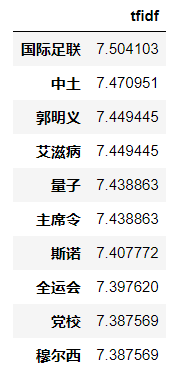 tfidf
国际足联 7.504103
中土 7.470951
郭明义 7.449445
艾滋病 7.449445
量子 7.438863
主席令 7.438863
斯诺 7.407772
全运会 7.397620
党校 7.387569
穆尔西 7.387569